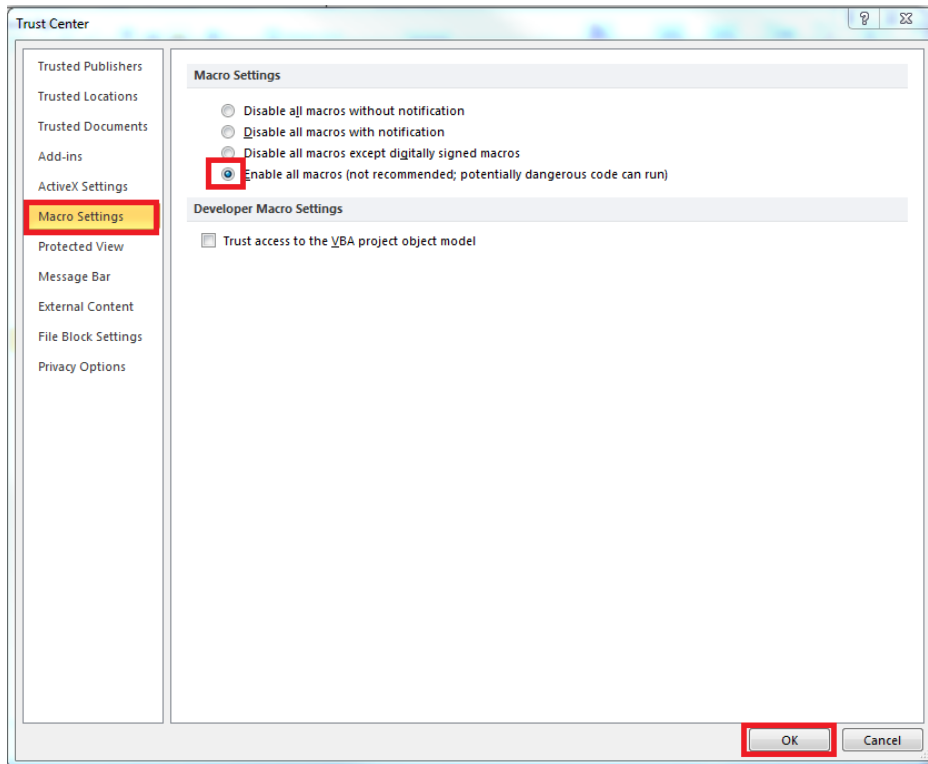 Trust Center
Trusted Publishers
Trusted Locations
Trusted Documents
Add-ins
ActiveX Settings
Macro Settings
Protected View
Message Bar
External Content
File Block Settings
Privacy Options
Macro Settings
Disable all macros without notification
Disable all macros with notification
Disable all macros except digitally signed macros
Enable all macros (not recommended; potentially dangerous code can run)
Developer Macro Settings
Trust access to the VBA project object model
OK
Cancel